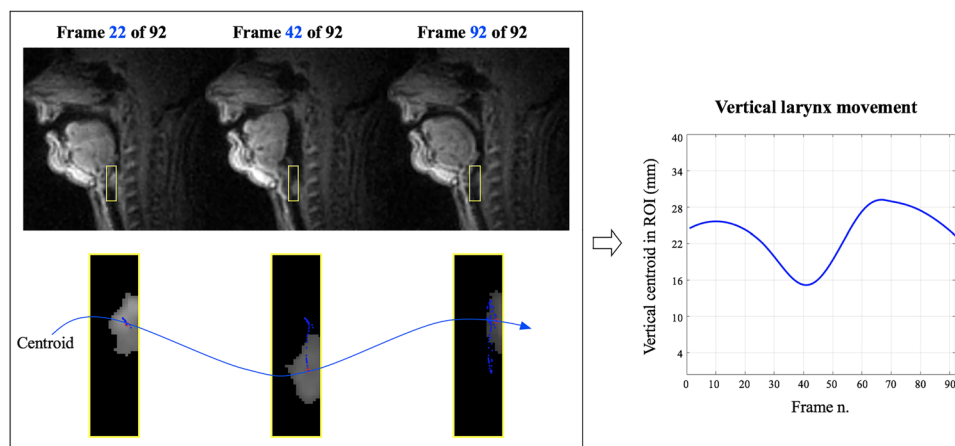 Frame 22 of 92
Frame 42 of 92
Frame 92 of 92
Centroid
Vertical larynx movement
Vertical centroid in ROI (mm)
40
34
28
22
16
10
4
0 10 20 30 40 50 60 70 80 90
Frame n.